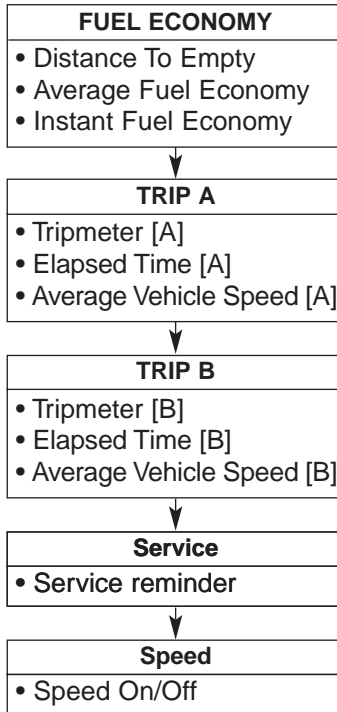 FUEL ECONOMY
• Distance To Empty
• Average Fuel Economy
• Instant Fuel Economy
TRIP A
• Tripmeter [A]
• Elapsed Time [A]
• Average Vehicle Speed [A]
TRIP B
• Tripmeter [B]
• Elapsed Time [B]
• Average Vehicle Speed [B]
Service
• Service reminder
Speed
• Speed On/Off